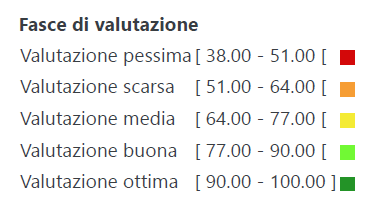 Fasce di valutazione
Valutazione pessima [ 38.00 - 51.00 [
Valutazione scarsa [ 51.00 - 64.00 [
Valutazione media [ 64.00 - 77.00 [
Valutazione buona [ 77.00 - 90.00 [
Valutazione ottima [ 90.00 - 100.00 ]